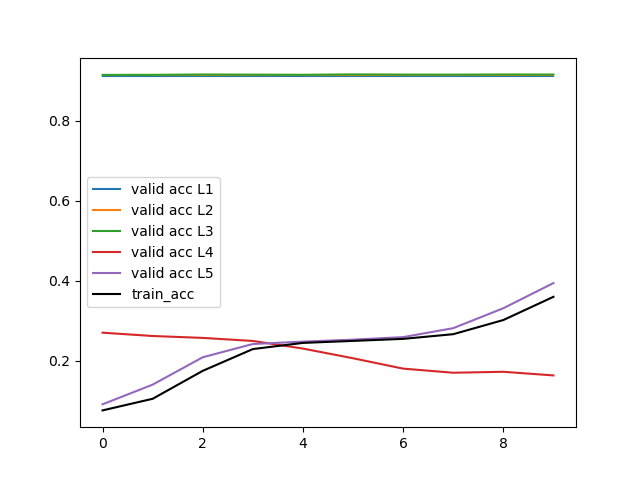 0.8
0.6
0.4
0.2
valid acc L1
valid acc L2
valid acc L3
valid acc L4
valid acc L5
train_acc
0 2 4 6 8